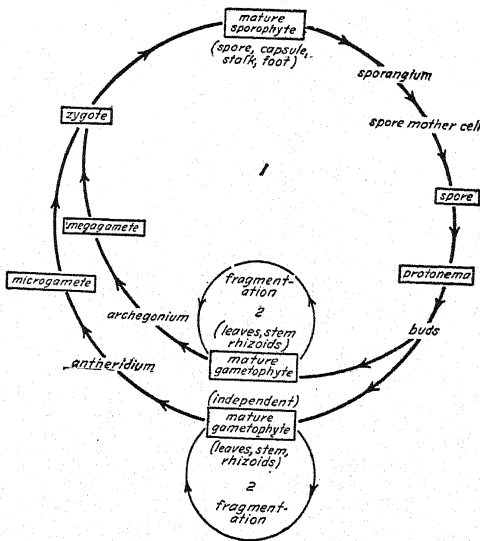 mature
sporophyte
(spore, capsule,
stalk, foot)
sporangium
spore mother cell
zygote
1
spore
megagamete
protonema
microgamete
fragment-
ation
2
(leaves, stem
rhizoids)
archegonium
buds
mature
gametophyte
antheridium
(independent)
mature
gametophyte
(leaves, stem,
rhizoids)
2
fragment-
ation